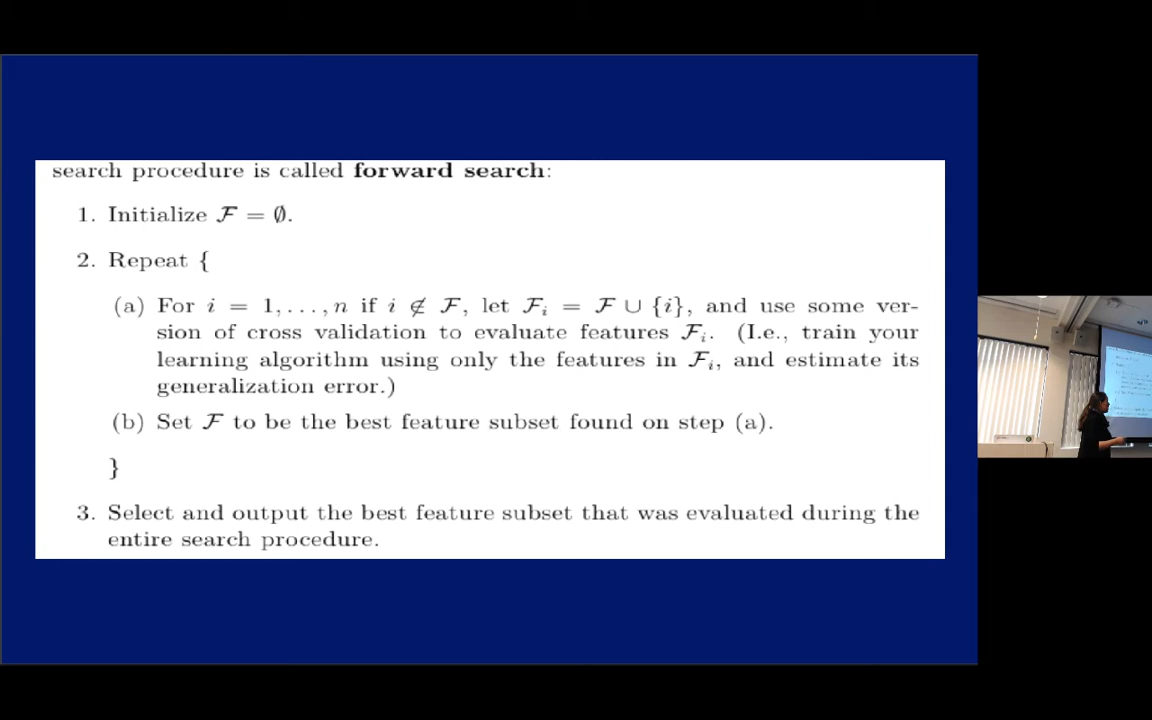 search procedure is called forward search:
1. Initialize ℱ = ∅.
2. Repeat {
(a) For i = 1, . . . , n if i ∉ ℱ, let ℱᵢ = ℱ ∪ {i}, and use some ver-
sion of cross validation to evaluate features ℱᵢ. (I.e., train your
learning algorithm using only the features in ℱᵢ, and estimate its
generalization error.)
(b) Set ℱ to be the best feature subset found on step (a).
}
3. Select and output the best feature subset that was evaluated during the
entire search procedure.